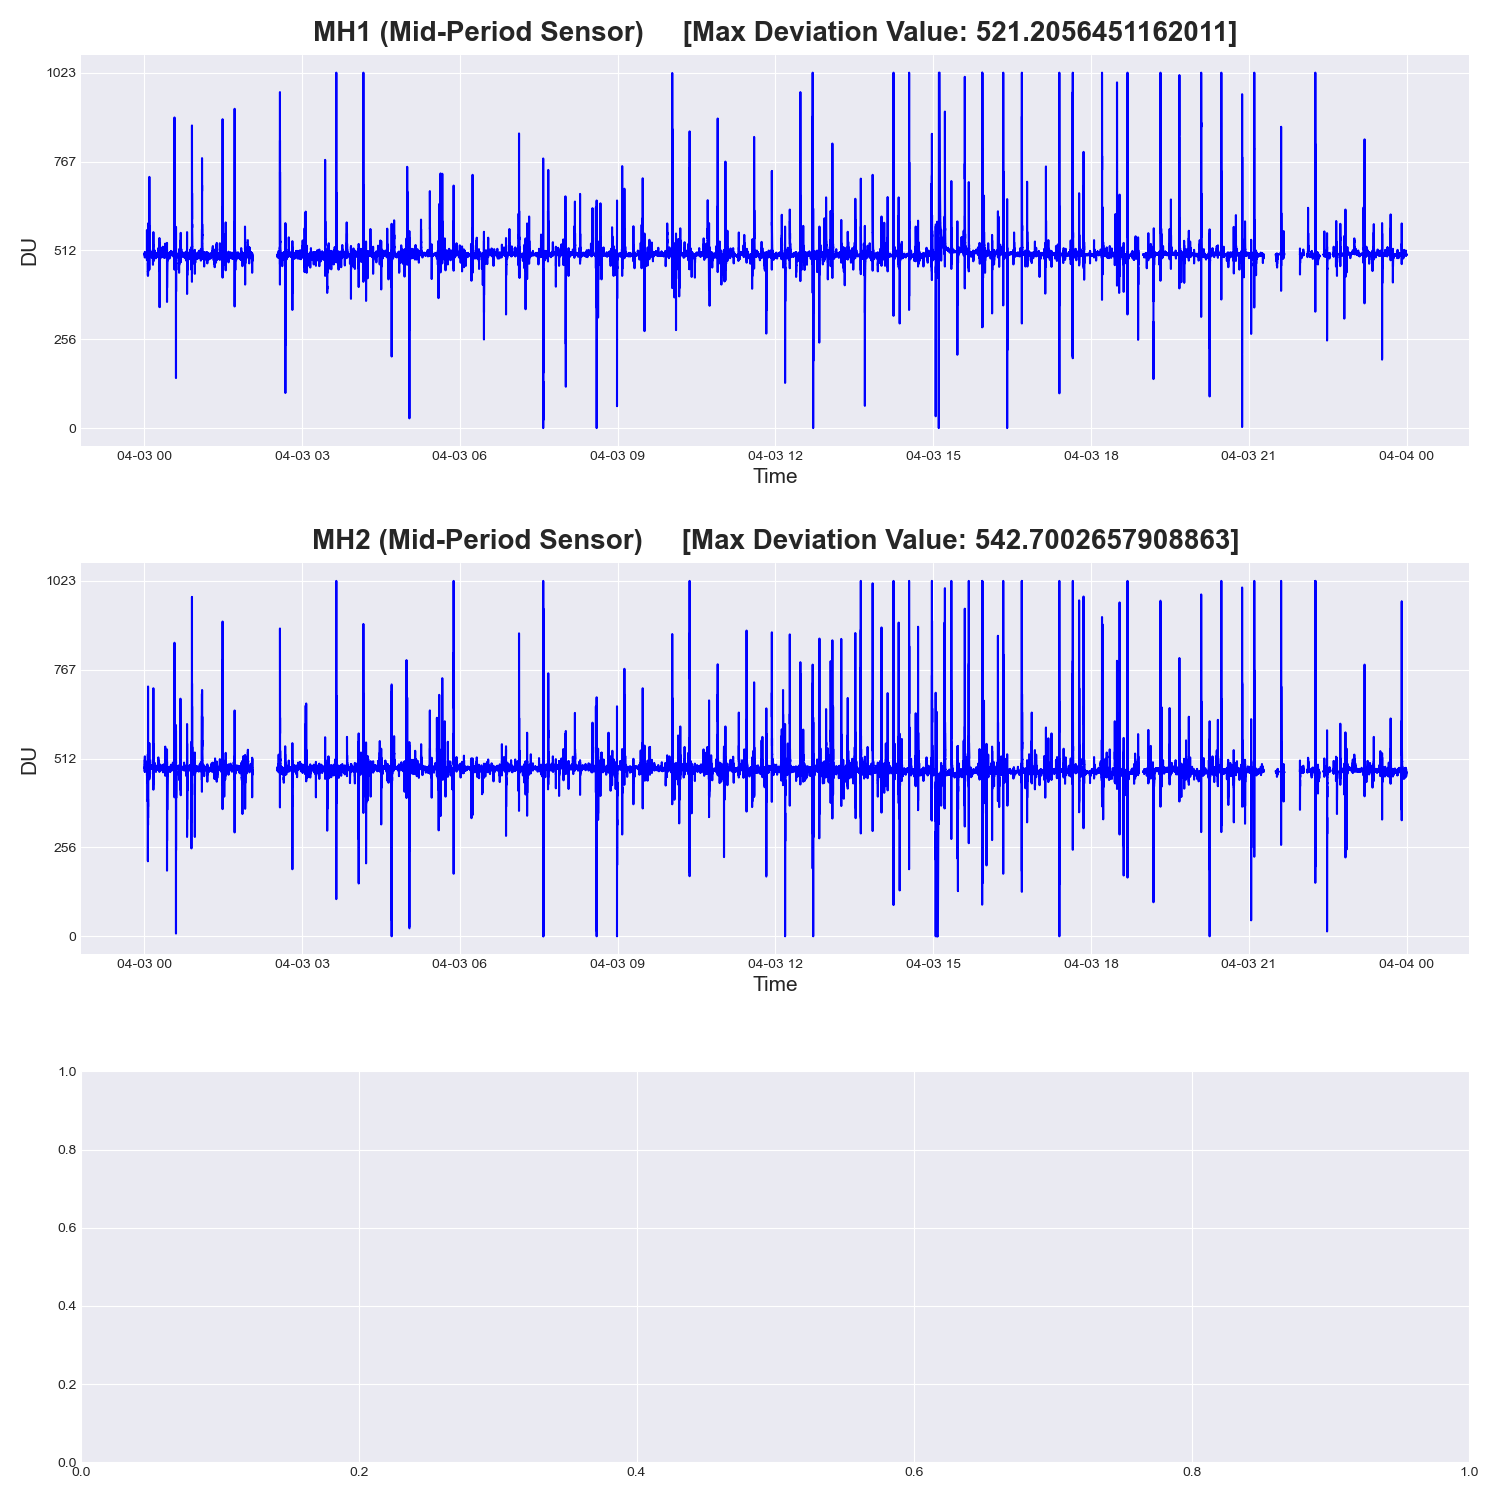 MH1 (Mid-Period Sensor) [Max Deviation Value: 521.2056451162011]
1023
767
512
256
0
DU
04-03 00 04-03 03 04-03 06 04-03 09 04-03 12 04-03 15 04-03 18 04-03 21 04-04 00
Time
MH2 (Mid-Period Sensor) [Max Deviation Value: 542.7002657908863]
1023
767
512
256
0
DU
04-03 00 04-03 03 04-03 06 04-03 09 04-03 12 04-03 15 04-03 18 04-03 21 04-04 00
Time
1.0
0.8
0.6
0.4
0.2
0.0
0.0 0.2 0.4 0.6 0.8 1.0